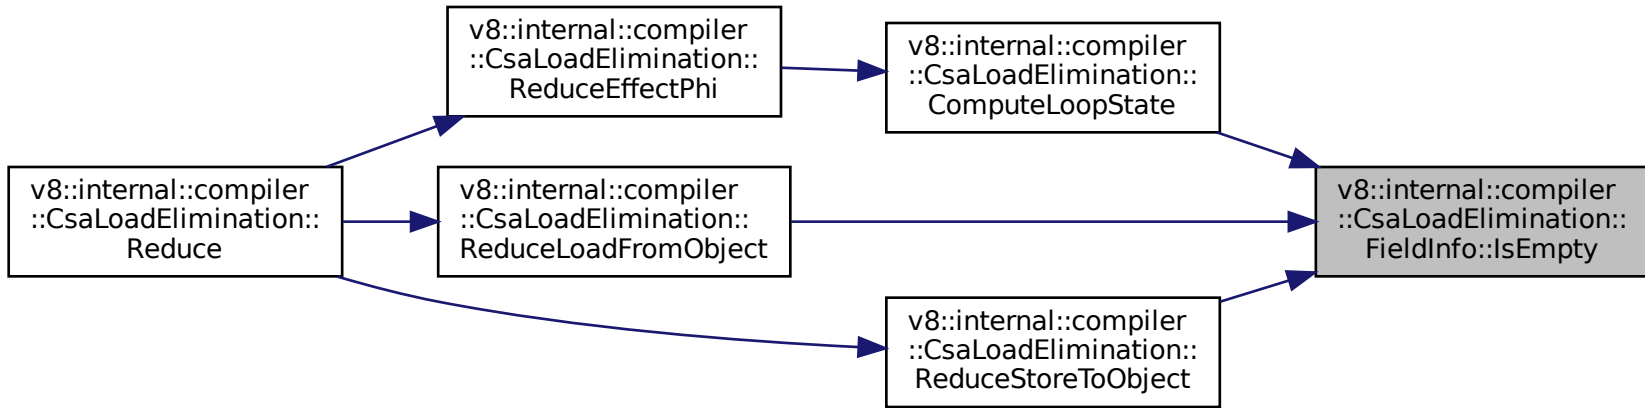 v8::internal::compiler
::CsaLoadElimination::
ReduceEffectPhi
v8::internal::compiler
::CsaLoadElimination::
ComputeLoopState
v8::internal::compiler
::CsaLoadElimination::
Reduce
v8::internal::compiler
::CsaLoadElimination::
ReduceLoadFromObject
v8::internal::compiler
::CsaLoadElimination::
FieldInfo::IsEmpty
v8::internal::compiler
::CsaLoadElimination::
ReduceStoreToObject